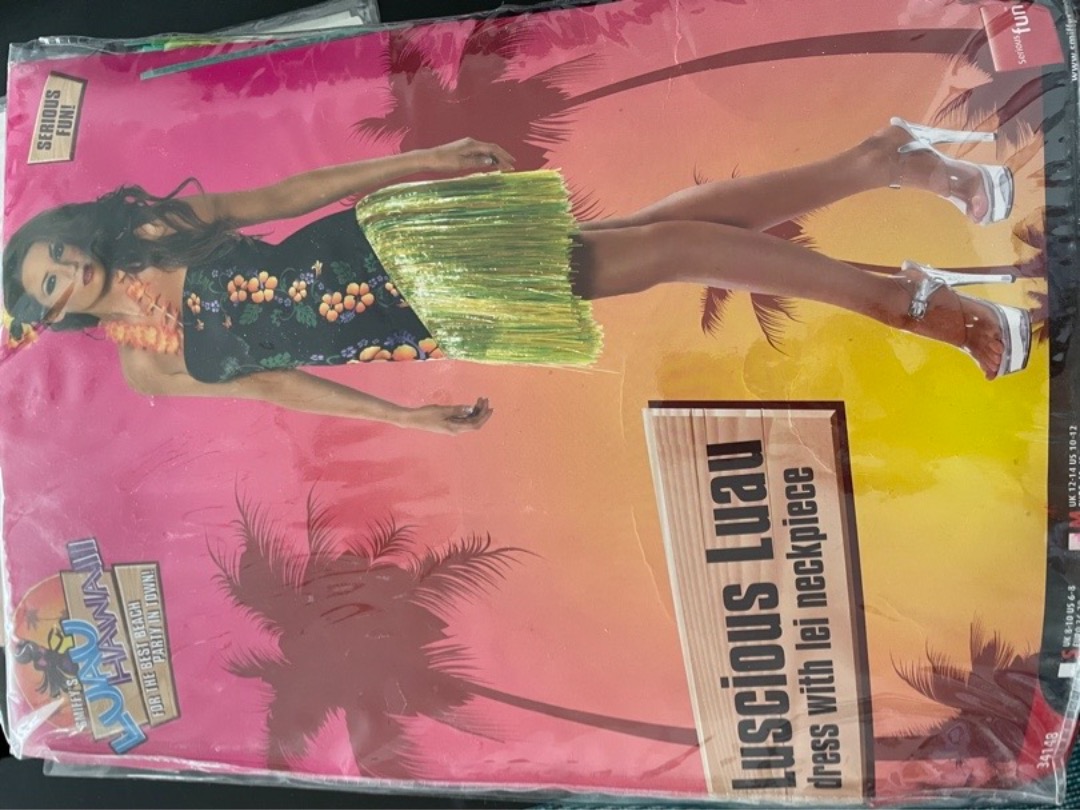 SMIFFY'S
LUAU
HAWAII
FOR THE BEST BEACH
PARTY IN TOWN!
SERIOUS
FUN!
Luscious Luau
dress with lei neckpiece
34148
S UK 8-10 US 6-8
M UK 12-14 US 10-12
serious
fun